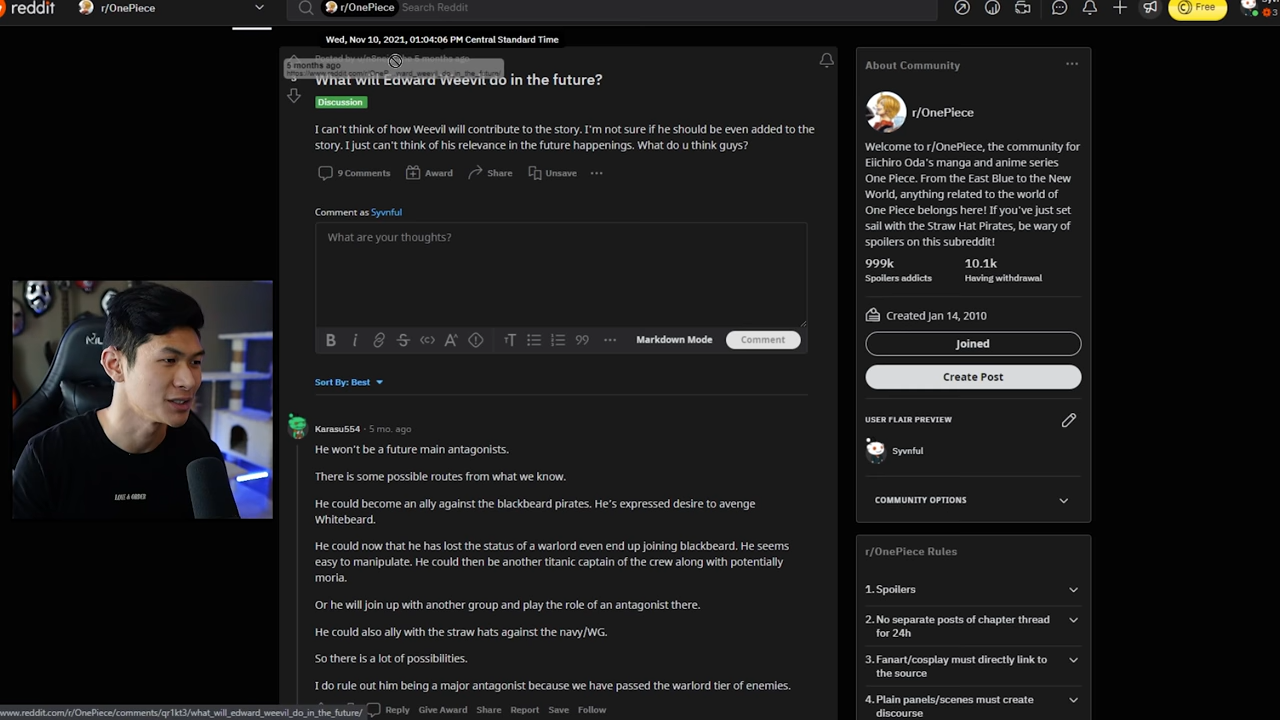 reddit
r/OnePiece
r/OnePiece
Search Reddit
Free
Wed, Nov 10, 2021, 01:04:06 PM Central Standard Time
5 months ago
What will Edward Weevil do in the future?
Discussion
I can't think of how Weevil will contribute to the story. I'm not sure if he should be even added to the
story. I just can't think of his relevance in the future happenings. What do u think guys?
9 Comments
Award
Share
Unsave
Comment as Syvnful
What are your thoughts?
Markdown Mode
Comment
Sort By: Best
Karasu554 · 5 mo. ago
He won't be a future main antagonists.
There is some possible routes from what we know.
He could become an ally against the blackbeard pirates. He's expressed desire to avenge
Whitebeard.
He could now that he has lost the status of a warlord even end up joining blackbeard. He seems
easy to manipulate. He could then be another titanic captain of the crew along with potentially
moria.
Or he will join up with another group and play the role of an antagonist there.
He could also ally with the straw hats against the navy/WG.
So there is a lot of possibilities.
I do rule out him being a major antagonist because we have passed the warlord tier of enemies.
Reply Give Award Share Report Save Follow
www.reddit.com/r/OnePiece/comments/qr1kt3/what_will_edward_weevil_do_in_the_future/
About Community
r/OnePiece
Welcome to r/OnePiece, the community for
Eiichiro Oda's manga and anime series
One Piece. From the East Blue to the New
World, anything related to the world of
One Piece belongs here! If you've just set
sail with the Straw Hat Pirates, be wary of
spoilers on this subreddit!
999k
Spoilers addicts
10.1k
Having withdrawal
Created Jan 14, 2010
Joined
Create Post
USER FLAIR PREVIEW
Syvnful
COMMUNITY OPTIONS
r/OnePiece Rules
1. Spoilers
2. No separate posts of chapter thread
for 24h
3. Fanart/cosplay must directly link to
the source
4. Plain panels/scenes must create
discourse